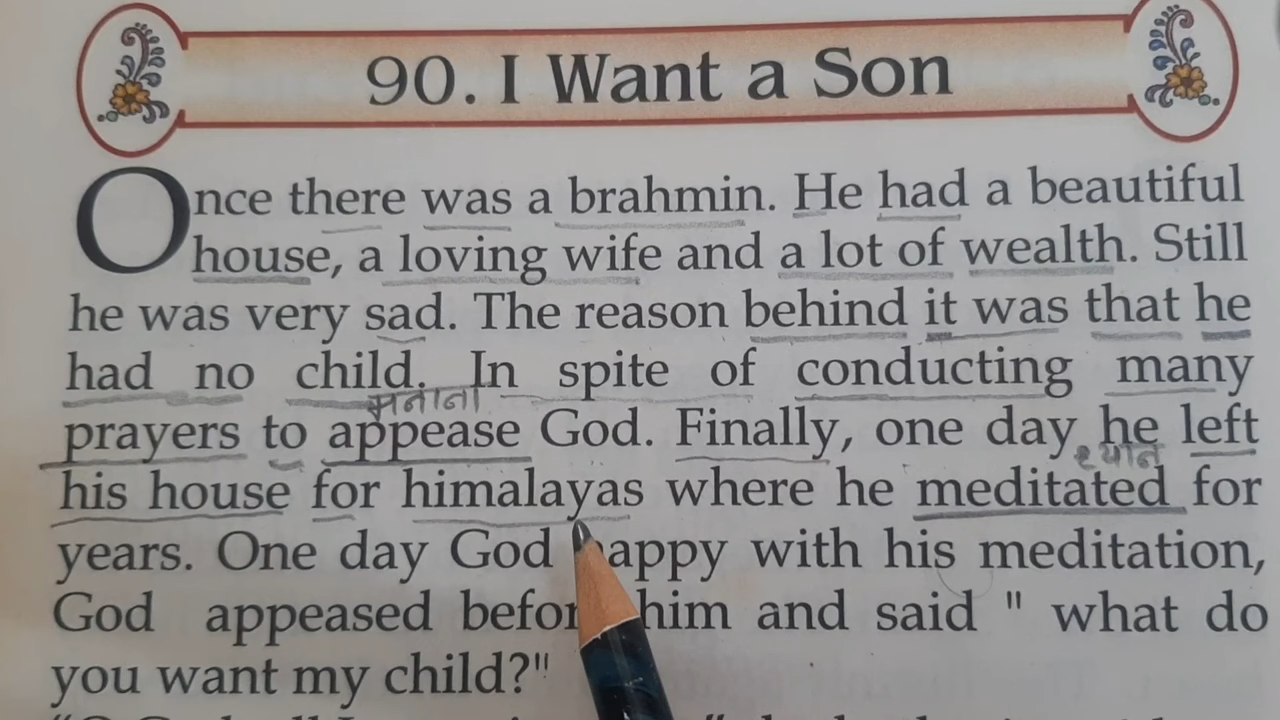 90. I Want a Son
Once there was a brahmin. He had a beautiful
house, a loving wife and a lot of wealth. Still
he was very sad. The reason behind it was that he
had no child. In spite of conducting many
मनाना
prayers to appease God. Finally, one day he left
ध्यान
his house for himalayas where he meditated for
years. One day God appy with his meditation,
God appeased befor him and said " what do
you want my child?"